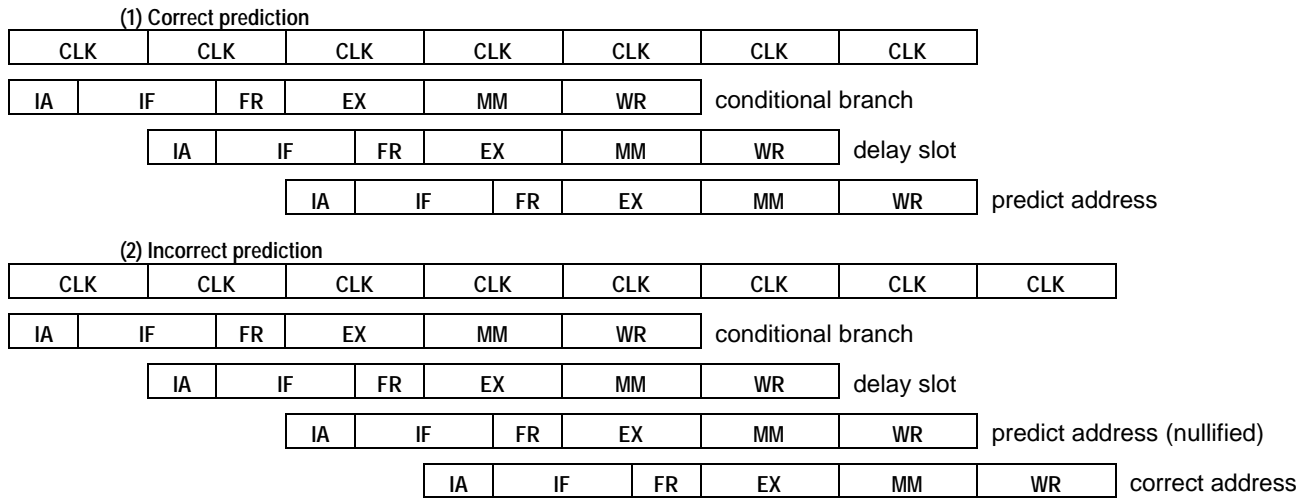 (1) Correct prediction
CLK CLK CLK CLK CLK CLK CLK
IA IF FR EX MM WR conditional branch
IA IF FR EX MM WR delay slot
IA IF FR EX MM WR predict address
(2) Incorrect prediction
CLK CLK CLK CLK CLK CLK CLK CLK
IA IF FR EX MM WR conditional branch
IA IF FR EX MM WR delay slot
IA IF FR EX MM WR predict address (nullified)
IA IF FR EX MM WR correct address